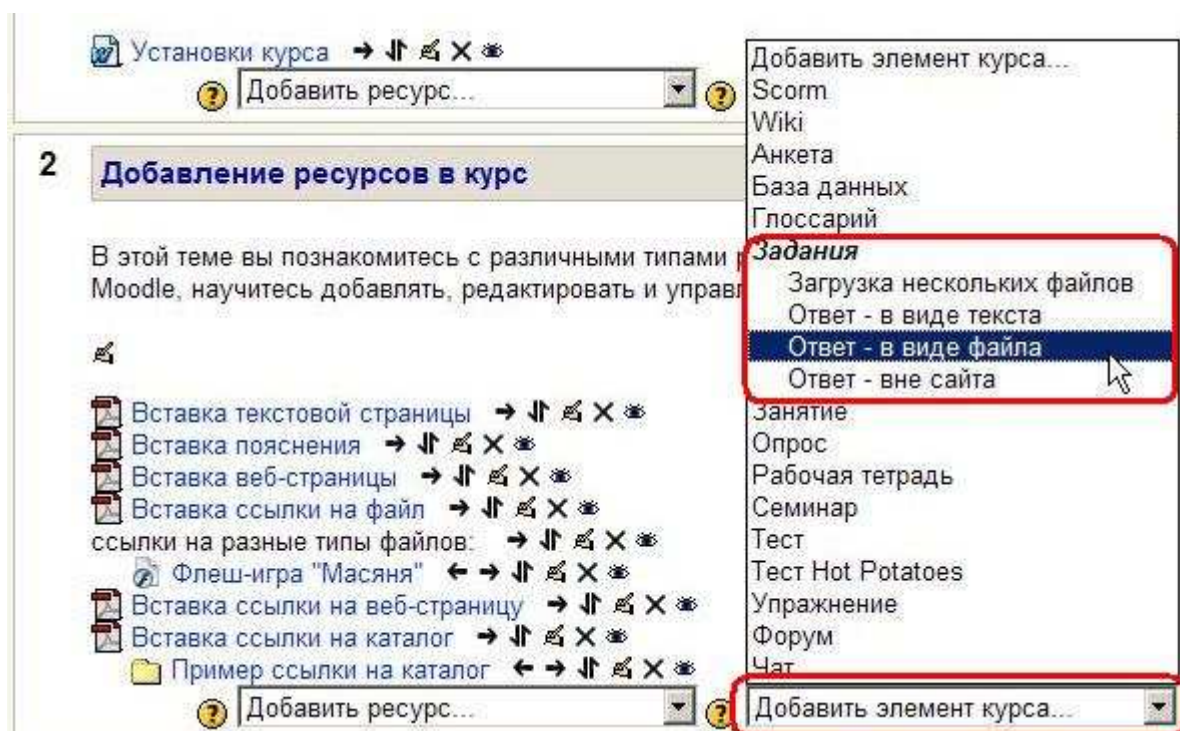 Установки курса
Добавить ресурс...
2
Добавление ресурсов в курс
В этой теме вы познакомитесь с различными типами
Moodle, научитесь добавлять, редактировать и
Вставка текстовой страницы
Вставка пояснения
Вставка веб-страницы
Вставка ссылки на файл
ссылки на разные типы файлов:
Флеш-игра "Масяня"
Вставка ссылки на веб-страницу
Вставка ссылки на каталог
Пример ссылки на каталог
Добавить ресурс...
Добавить элемент курса...
Scorm
Wiki
Анкета
База данных
Глоссарий
Задания
Загрузка нескольких файлов
Ответ - в виде текста
Ответ - в виде файла
Ответ - вне сайта
Занятие
Опрос
Рабочая тетрадь
Семинар
Тест
Тест Hot Potatoes
Упражнение
Форум
Чат
Добавить элемент курса...